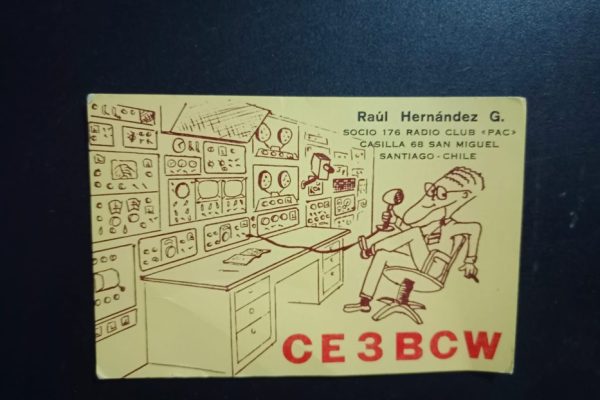 Raúl Hernández G.
SOCIO 176 RADIO CLUB «PAC»
CASILLA 68 SAN MIGUEL
SANTIAGO - CHILE
CE3BCW